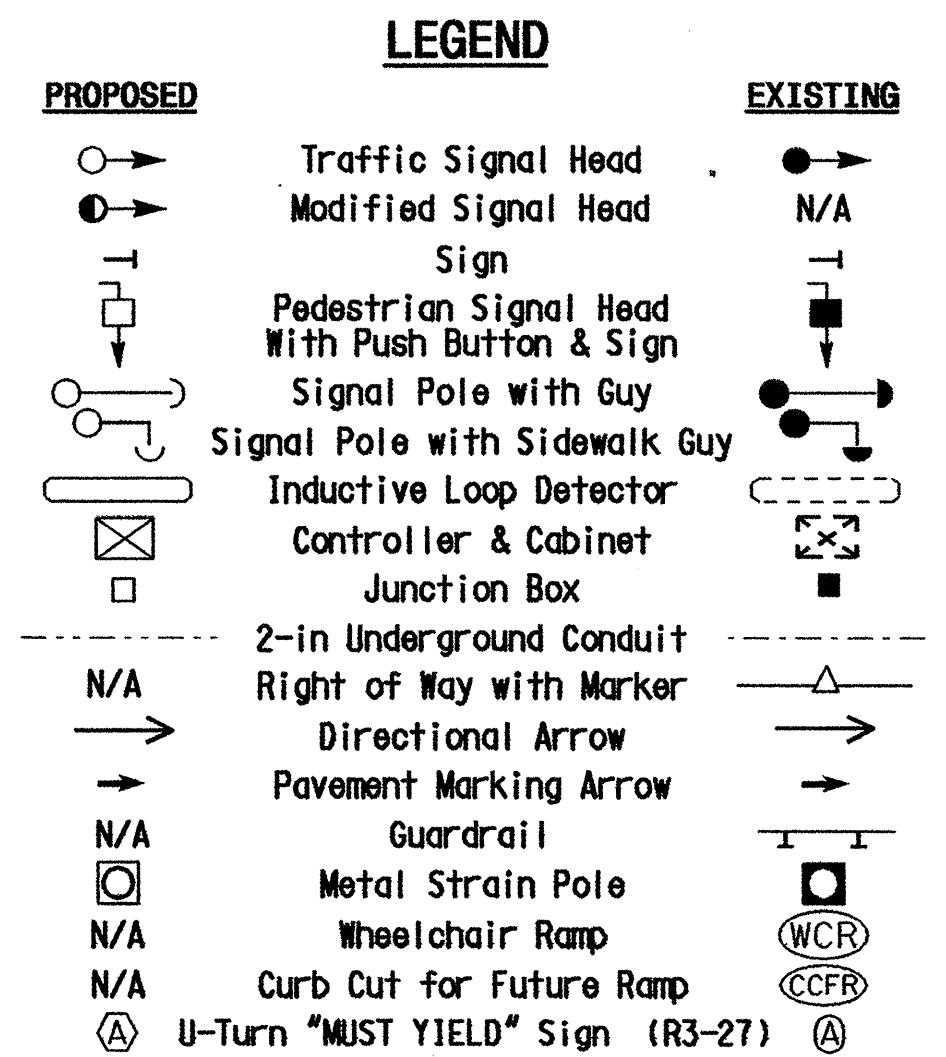 LEGEND
PROPOSED EXISTING
Traffic Signal Head
Modified Signal Head N/A
Sign
Pedestrian Signal Head
With Push Button & Sign
Signal Pole with Guy
Signal Pole with Sidewalk Guy
Inductive Loop Detector
Controller & Cabinet
Junction Box
2-in Underground Conduit
N/A Right of Way with Marker
Directional Arrow
Pavement Marking Arrow
N/A Guardrail
Metal Strain Pole
N/A Wheelchair Ramp WCR
N/A Curb Cut for Future Ramp CCFR
A U-Turn "MUST YIELD" Sign (R3-27) A